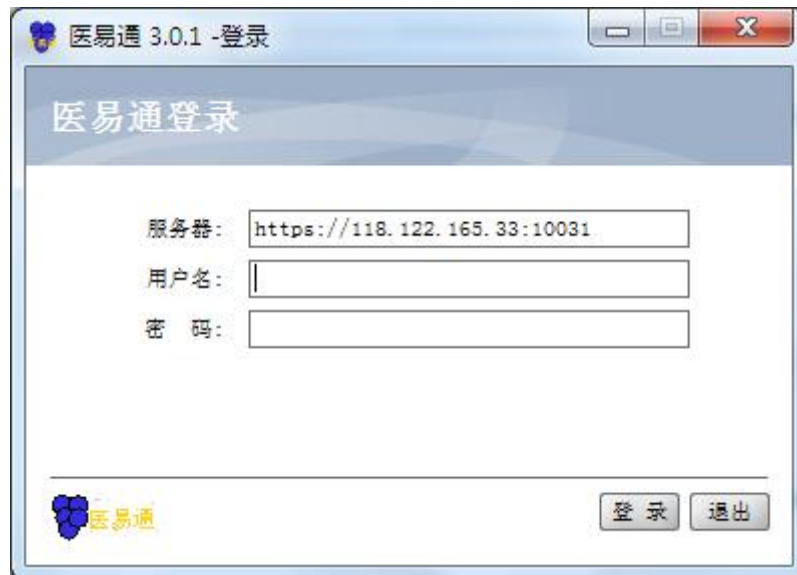 医易通 3.0.1 -登录
医易通登录
服务器: https://118.122.165.33:10031
用户名:
密 码:
医易通
登 录 退出